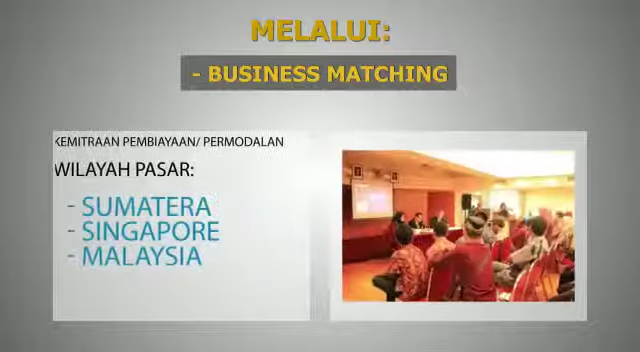 MELALUI:
- BUSINESS MATCHING
KEMITRAAN PEMBIAYAAN/ PERMODALAN
WILAYAH PASAR:
- SUMATERA
- SINGAPORE
- MALAYSIA